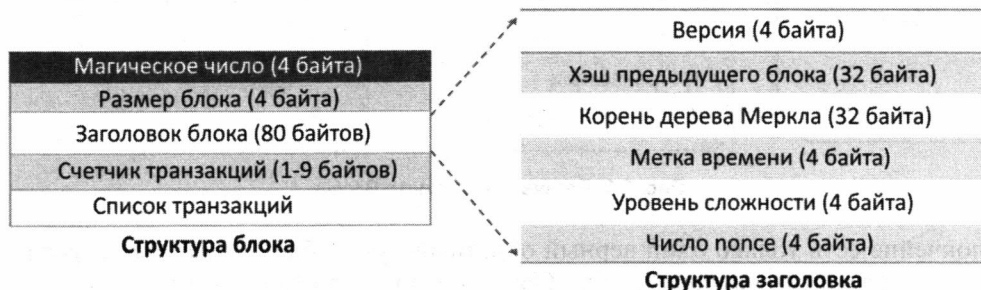 Магическое число (4 байта)
Размер блока (4 байта)
Заголовок блока (80 байтов)
Счетчик транзакций (1-9 байтов)
Список транзакций
Структура блока
Версия (4 байта)
Хэш предыдущего блока (32 байта)
Корень дерева Меркла (32 байта)
Метка времени (4 байта)
Уровень сложности (4 байта)
Число nonce (4 байта)
Структура заголовка